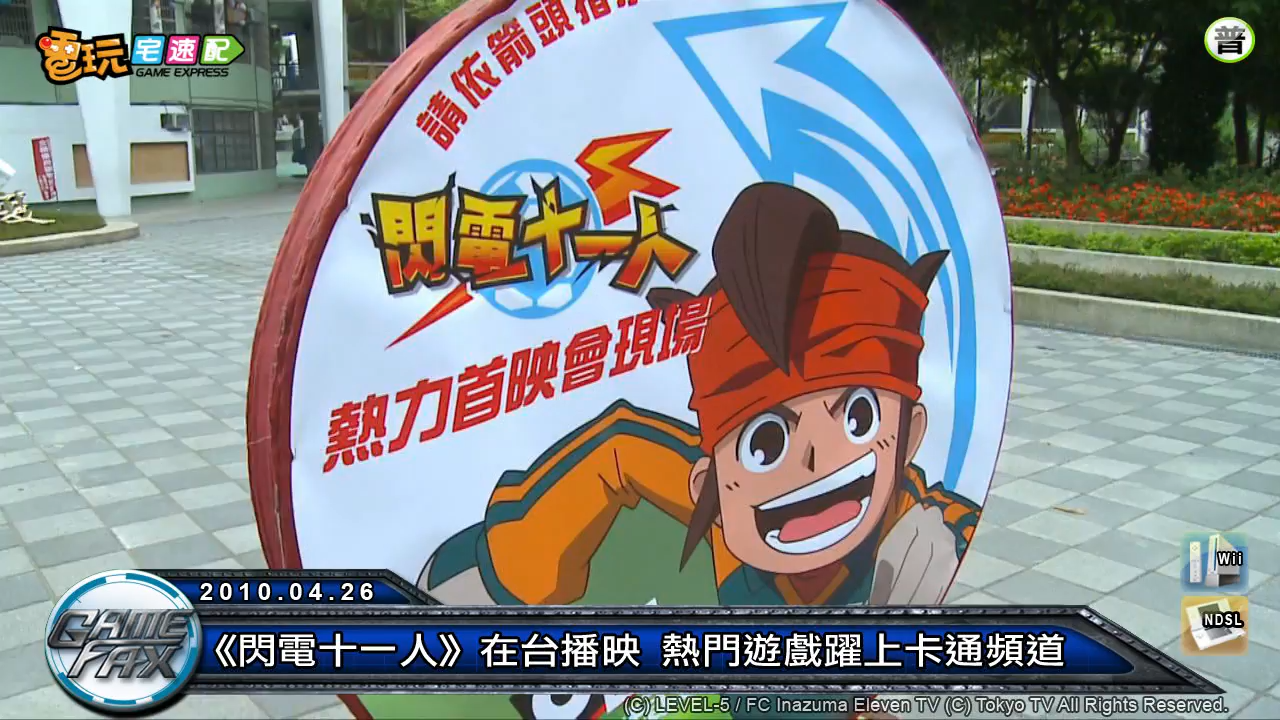 電玩宅速配
GAME EXPRESS
普
請依箭頭指
閃電十一人
熱力首映會現場
Wii
NDSL
2010.04.26
GAME FAX
《閃電十一人》在台播映 熱門遊戲躍上卡通頻道
(C) LEVEL-5 / FC Inazuma Eleven TV (C) Tokyo TV All Rights Reserved.